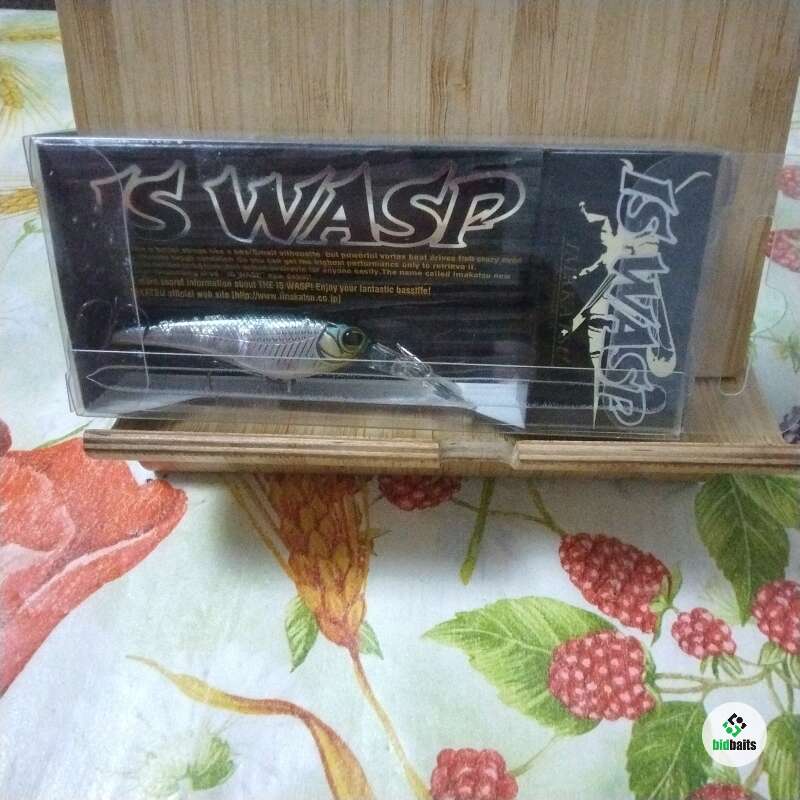 IS WASP
but powerful vortex beat drives fish crazy even
the highest performance only to retrieve it.
for anyone easily. The name called Imakatsu new
secret information about THE IS WASP! Enjoy your fantastic basslife!
official web site [http://www.imakatsu.co.jp]
IS WASP
bidbaits